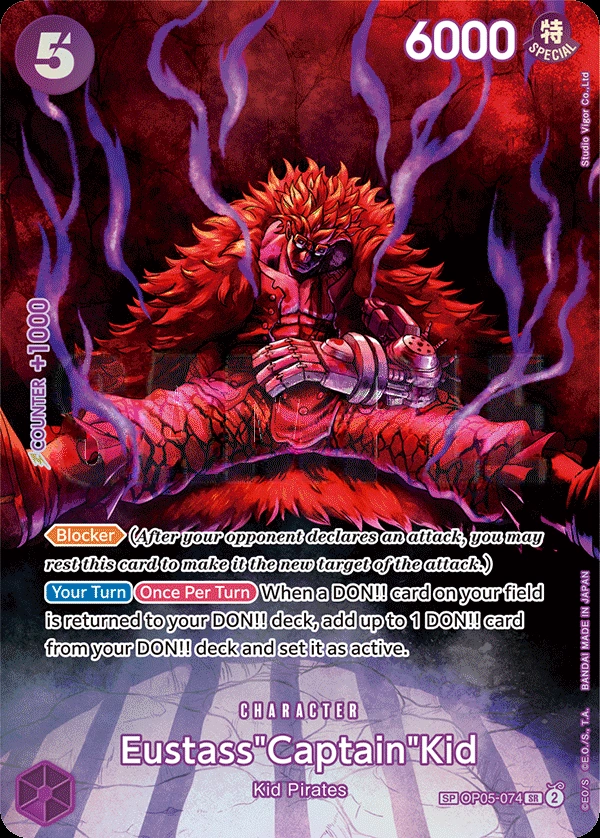 5
6000
特
SPECIAL
Studio Vigor Co.,Ltd
COUNTER +1000
SAMPLE
Blocker (After your opponent declares an attack, you may
rest this card to make it the new target of the attack.)
Your Turn Once Per Turn When a DON!! card on your field
is returned to your DON!! deck, add up to 1 DON!! card
from your DON!! deck and set it as active.
CHARACTER
Eustass"Captain"Kid
Kid Pirates
SP OP05-074 SR 2
©EO/S ©E.O./S., T.A. BANDAI MADE IN JAPAN